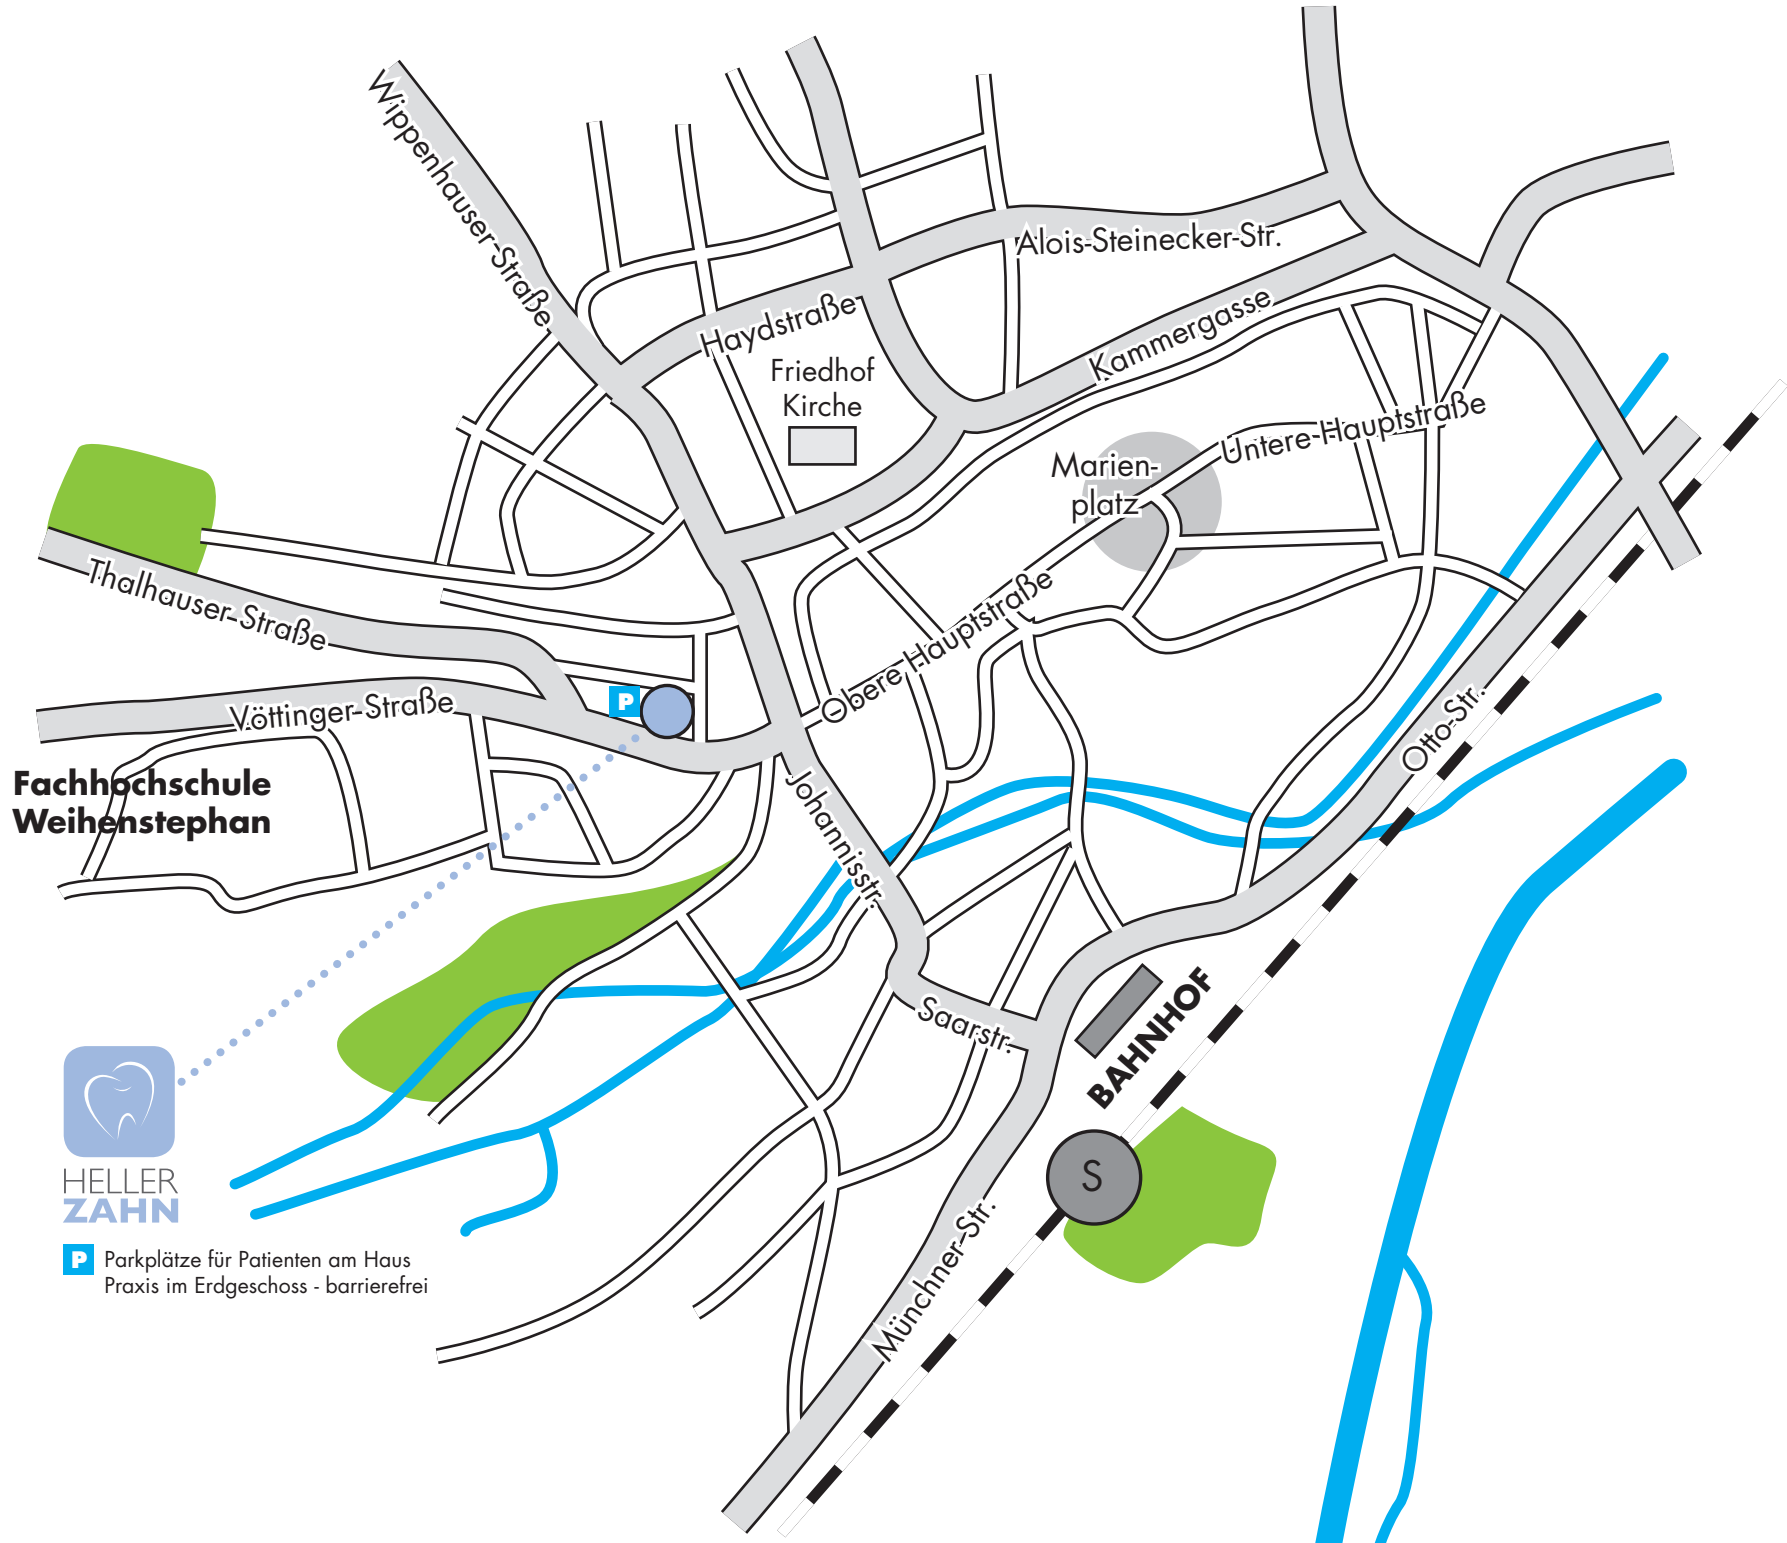 Wippenhauser-Straße
Alois-Steinecker-Str.
Haydstraße
Kammergasse
Friedhof
Kirche
Untere-Hauptstraße
Marien-
platz
Thalhauser-Straße
Obere Hauptstraße
P
Vöttinger-Straße
Otto-Str.
Fachhochschule
Weihenstephan
Johannisstr.
Saarstr.
BAHNHOF
S
HELLER
ZAHN
Münchner-Str.
P Parkplätze für Patienten am Haus
Praxis im Erdgeschoss - barrierefrei